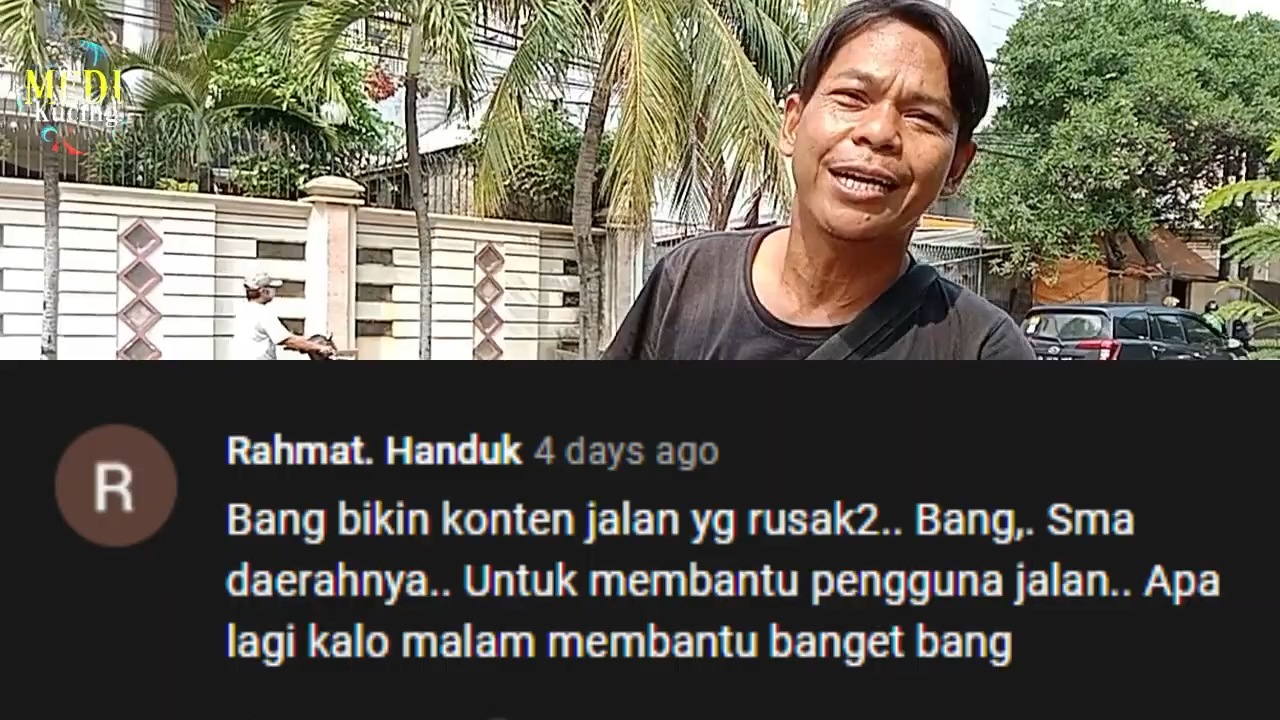 MEDI
Kucing
R
Rahmat. Handuk 4 days ago
Bang bikin konten jalan yg rusak2.. Bang,. Sma
daerahnya.. Untuk membantu pengguna jalan.. Apa
lagi kalo malam membantu banget bang